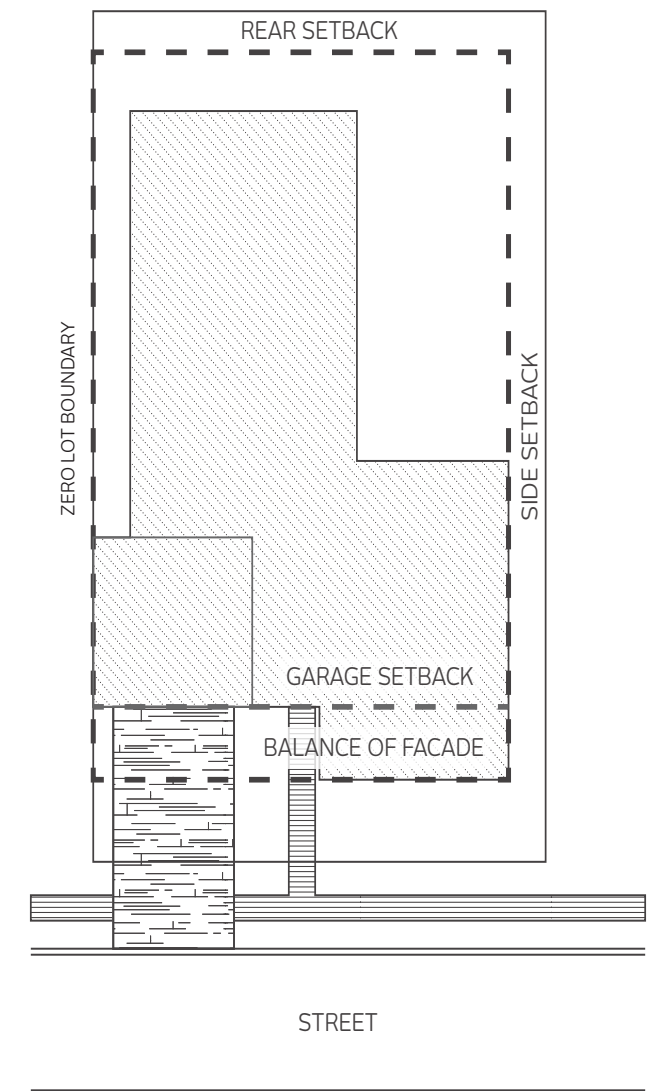 REAR SETBACK
ZERO LOT BOUNDARY
SIDE SETBACK
GARAGE SETBACK
BALANCE OF FACADE
STREET